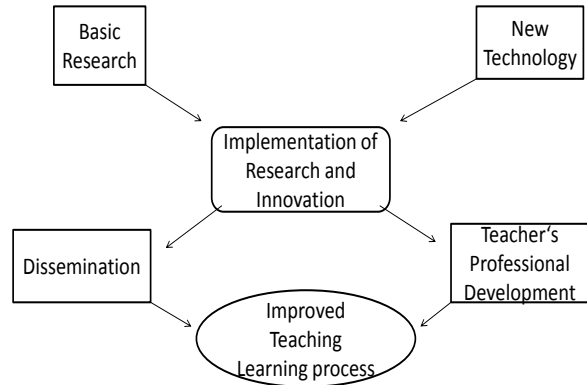 Basic
Research
New
Technology
Implementation of
Research and
Innovation
Dissemination
Teacher‘s
Professional
Development
Improved
Teaching
Learning process